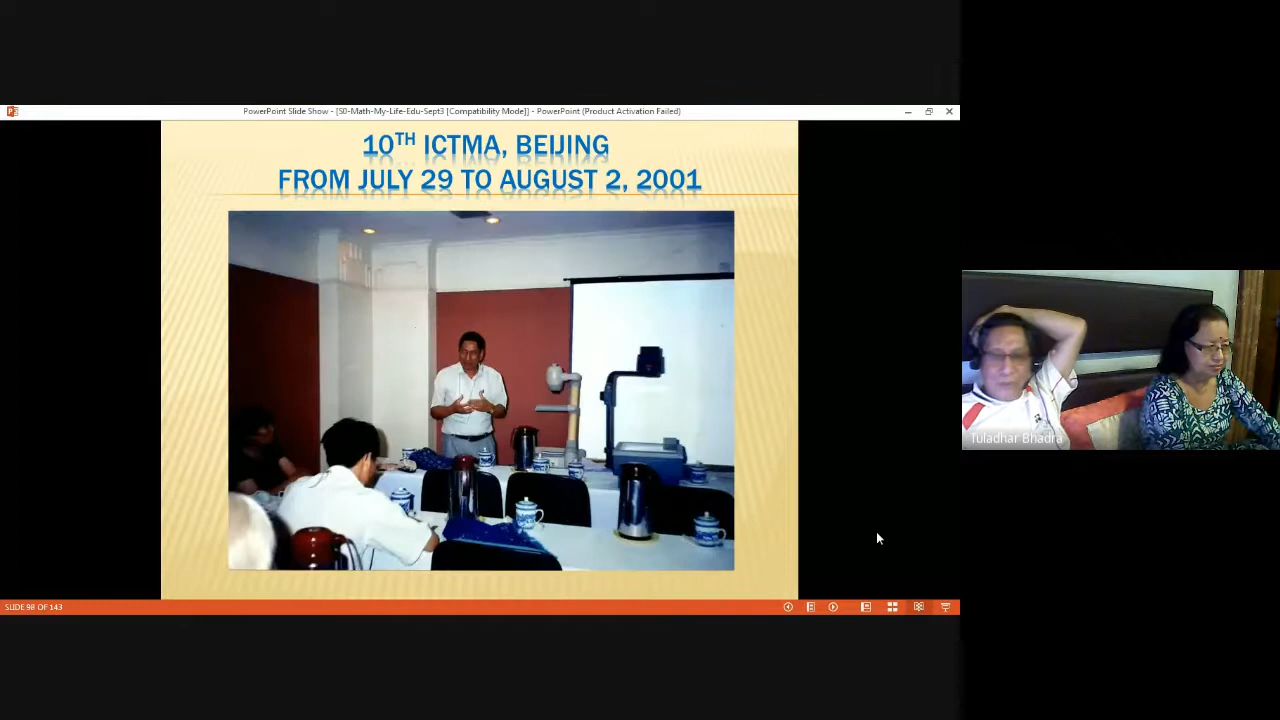 PowerPoint Slide Show - [S0-Math-My-Life-Edu-Sept3 [Compatibility Mode]] - PowerPoint (Product Activation Failed)
10TH ICTMA, BEIJING
FROM JULY 29 TO AUGUST 2, 2001
Tuladhar Bhadra
SLIDE 98 OF 143